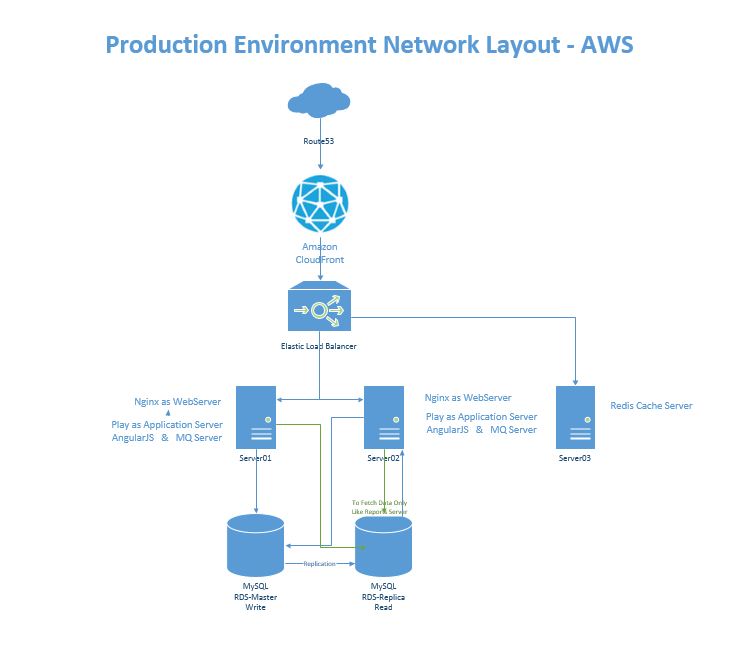 Production Environment Network Layout - AWS
Route53
Amazon
CloudFront
Elastic Load Balancer
Nginx as WebServer
Play as Application Server
AngularJS & MQ Server
Server01
Nginx as WebServer
Play as Application Server
AngularJS & MQ Server
Server02
Redis Cache Server
Server03
To Fetch Data Only
Like Report Server
Replication
MySQL
RDS-Master
Write
MySQL
RDS-Replica
Read